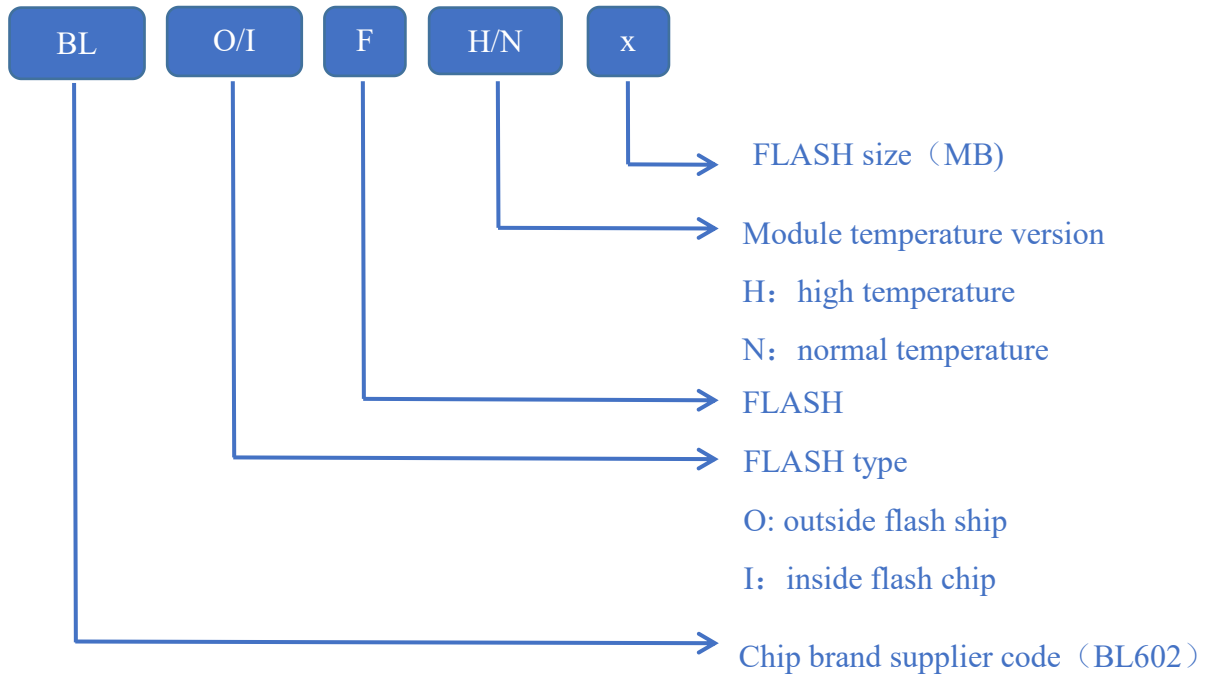 BL O/I F H/N x
FLASH size（MB)
Module temperature version
H：high temperature
N：normal temperature
FLASH
FLASH type
O: outside flash ship
I：inside flash chip
Chip brand supplier code（BL602）